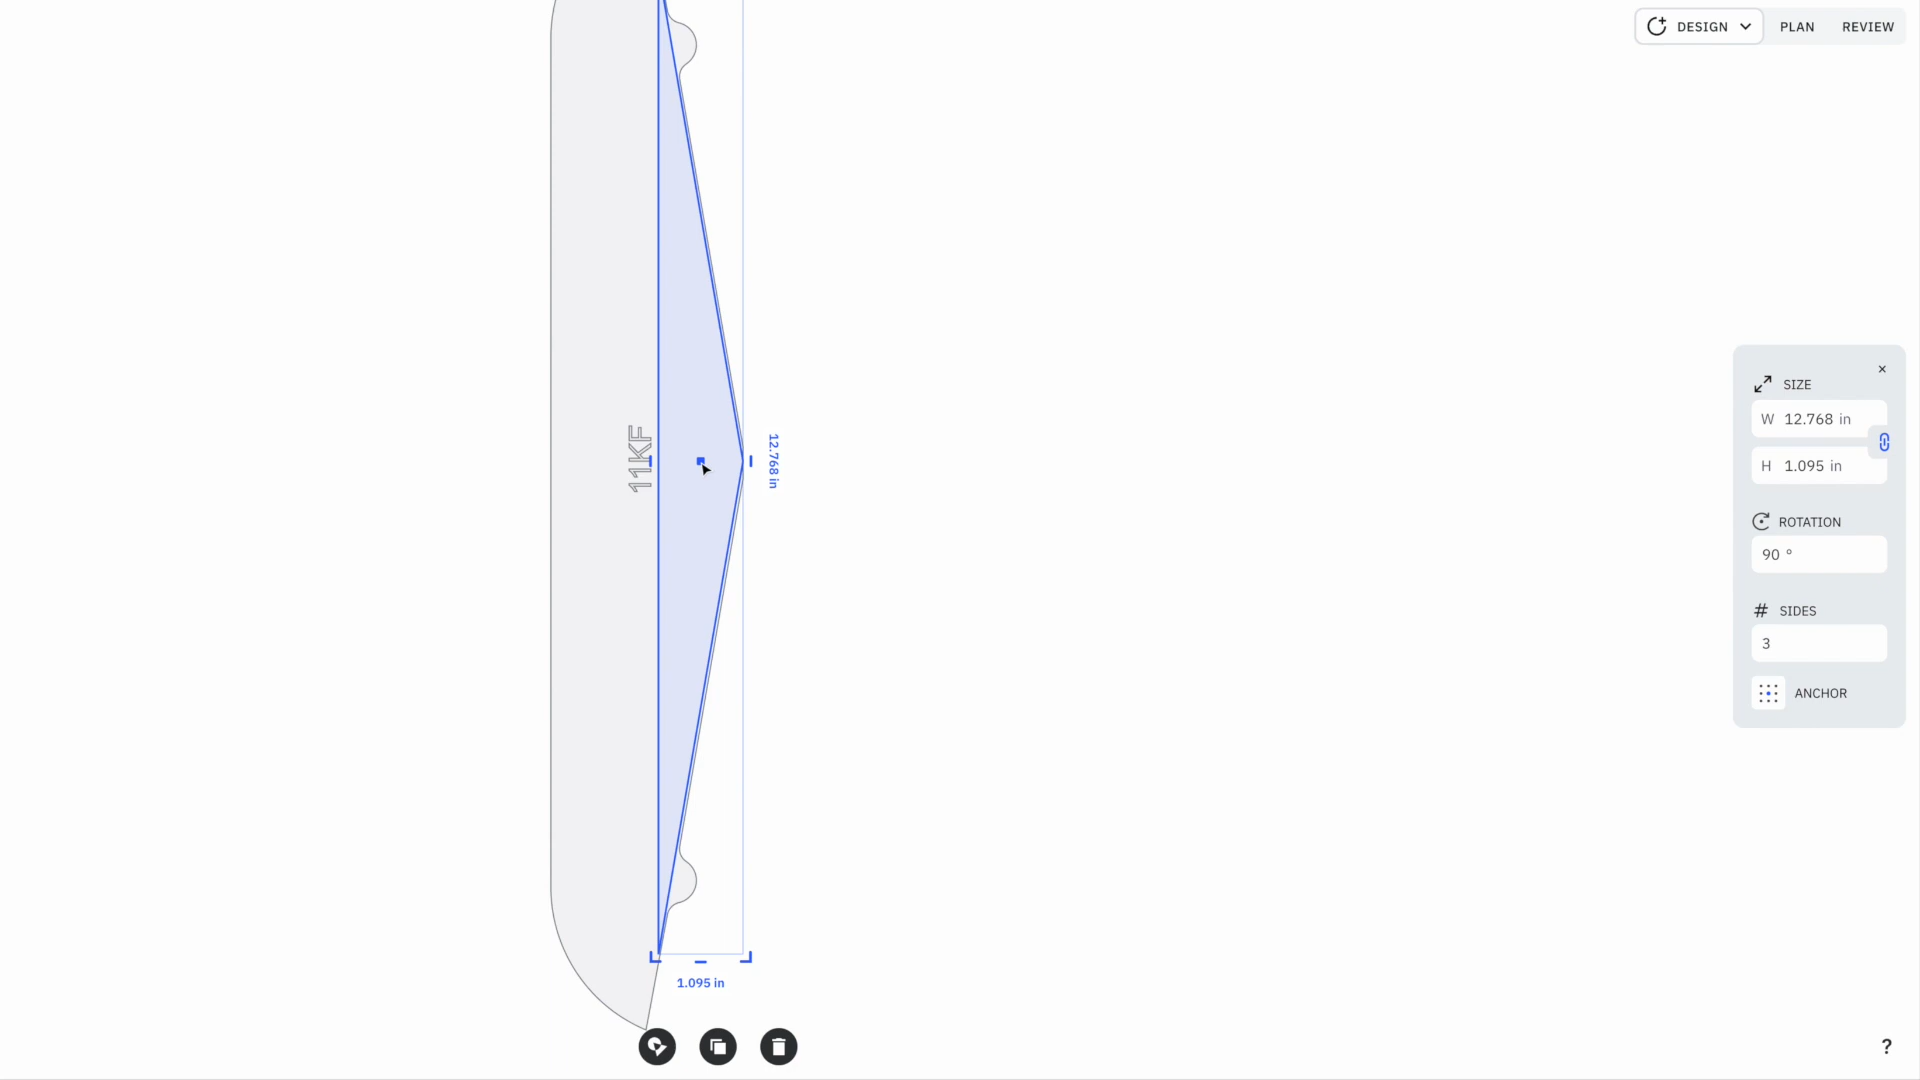 DESIGN
PLAN
REVIEW
SIZE
×
W 12.768 in
H 1.095 in
ROTATION
90 °
# SIDES
3
ANCHOR
11KF
12.768 in
1.095 in
?